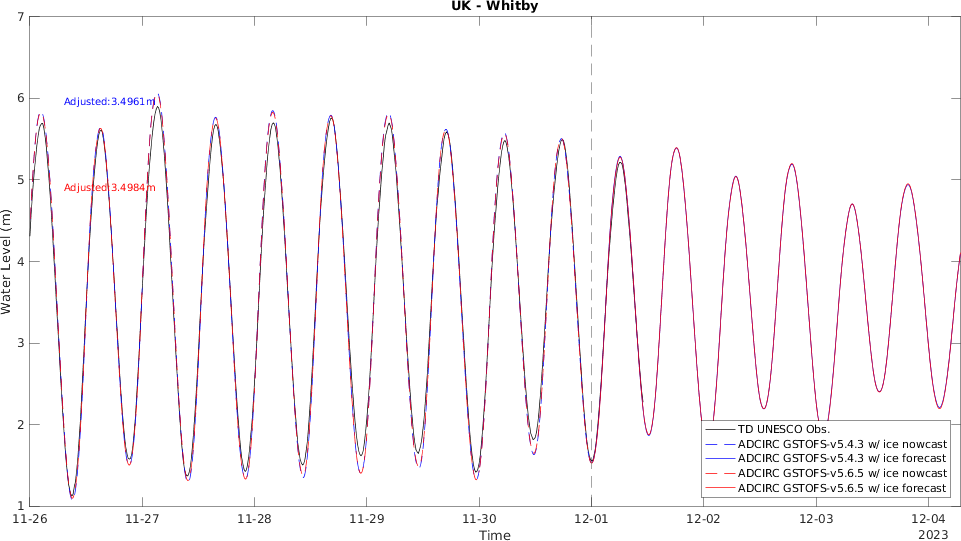 UK - Whitby
Water Level (m)
7
6
5
4
3
2
1
Adjusted:3.4961m
Adjusted:3.4984m
TD UNESCO Obs.
ADCIRC GSTOFS-v5.4.3 w/ ice nowcast
ADCIRC GSTOFS-v5.4.3 w/ ice forecast
ADCIRC GSTOFS-v5.6.5 w/ ice nowcast
ADCIRC GSTOFS-v5.6.5 w/ ice forecast
11-26 11-27 11-28 11-29 11-30 12-01 12-02 12-03 12-04
Time
2023